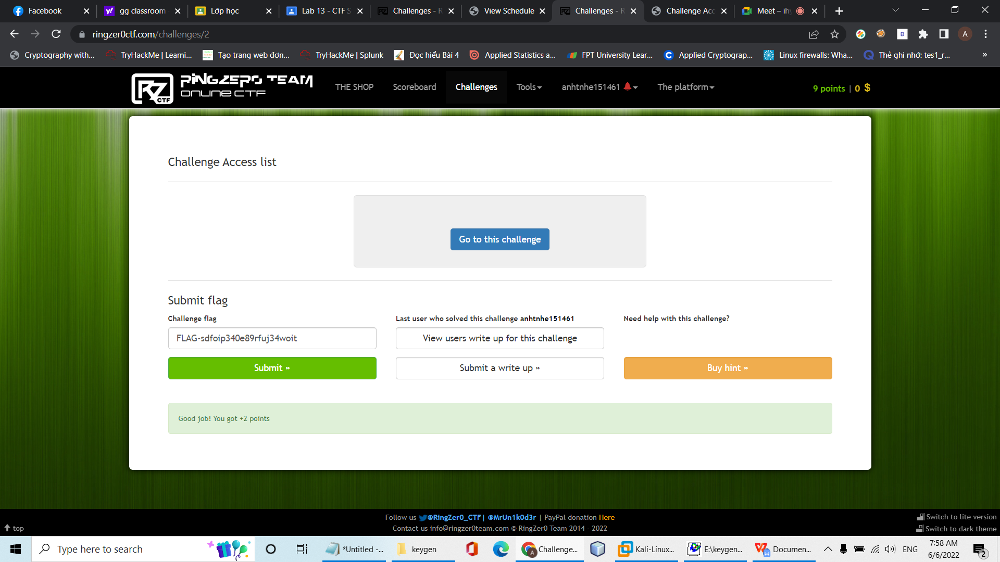 Facebook
gg classroom
Lớp học
Lab 13 - CTF S
Challenges - R
View Schedule
Challenges - R
Challenge Acc
Meet – ihy
ringzer0ctf.com/challenges/2
A
Cryptography with...
TryHackMe | Learni...
Tạo trang web đơn...
TryHackMe | Splunk
Đọc hiểu Bài 4
Applied Statistics a...
FPT University Lear...
Applied Cryptograp...
Linux firewalls: Wha...
Thẻ ghi nhớ: tes1_r...
»
RZ CTF
RINGZER0 TEAM
ONLINE CTF
THE SHOP
Scoreboard
Challenges
Tools
anhtnhe151461
The platform
9 points | 0 $
Challenge Access list
Go to this challenge
Submit flag
Challenge flag
Last user who solved this challenge anhtnhe151461
Need help with this challenge?
FLAG-sdfoip340e89rfuj34woit
View users write up for this challenge
Submit »
Submit a write up »
Buy hint »
Good job! You got +2 points
Follow us @RingZer0_CTF| @MrUn1k0d3r | PayPal donation Here
Contact us info@ringzer0team.com © RingZer0 Team 2014 - 2022
top
Switch to lite version
Switch to dark theme
Type here to search
*Untitled -...
keygen
Challenge...
Kali-Linux...
E:\keygen...
Documen...
ENG
7:58 AM
6/6/2022
2